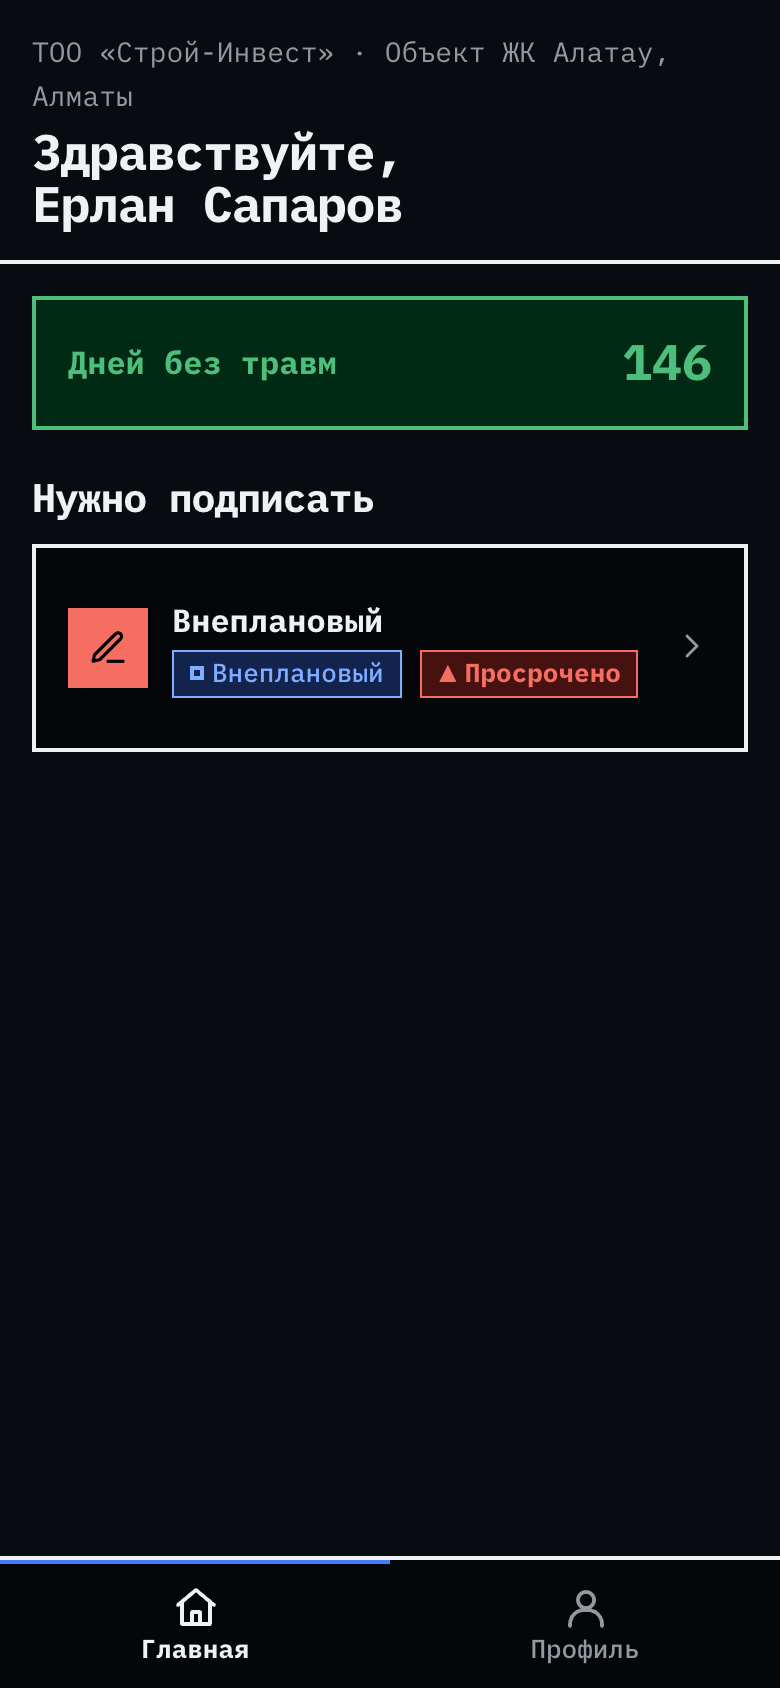 ТОО «Строй-Инвест» · Объект ЖК Алатау,
Алматы
Здравствуйте,
Ерлан Сапаров
Дней без травм 146
Нужно подписать
Внеплановый
Внеплановый Просрочено
Главная Профиль